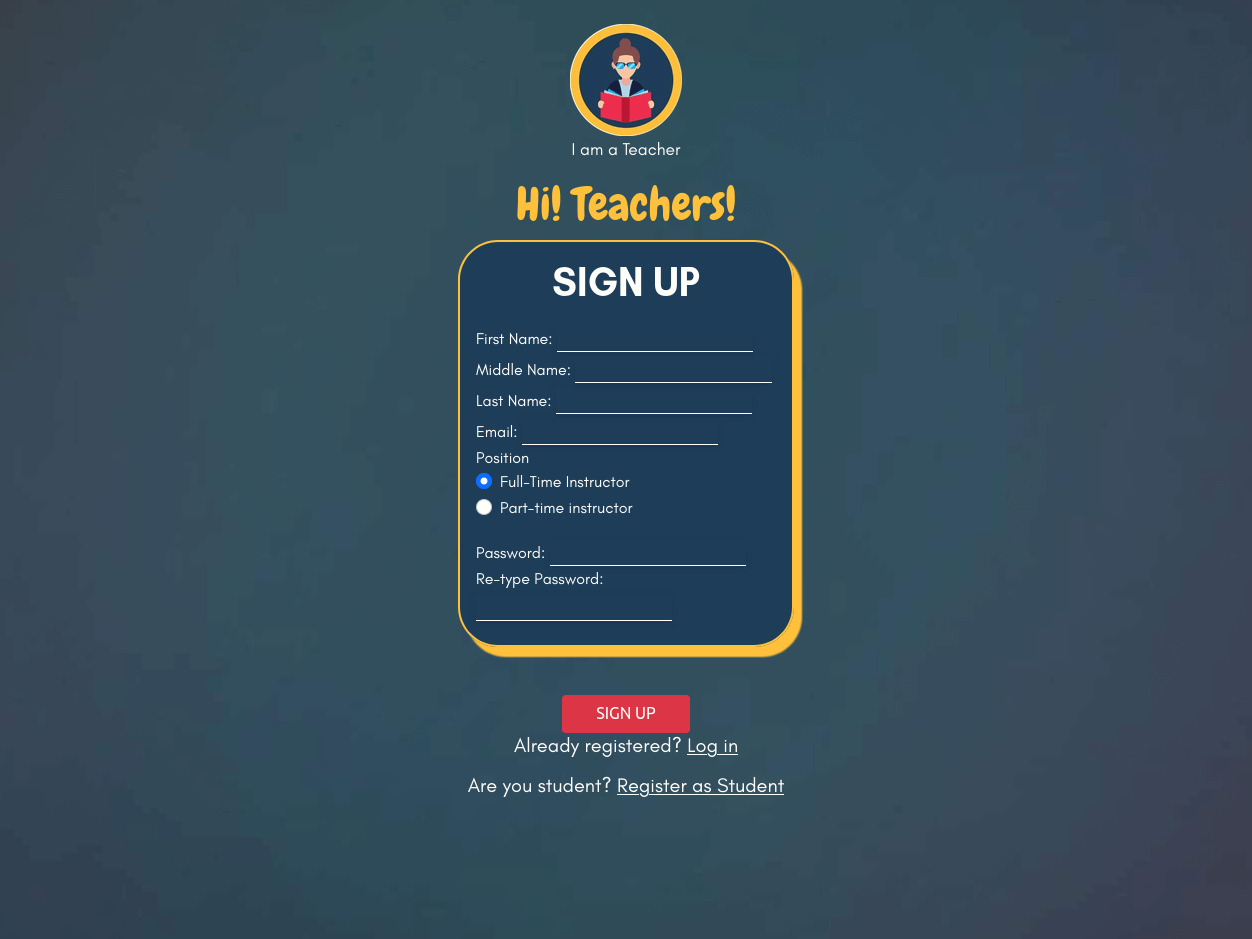 I am a Teacher
Hi! Teachers!
SIGN UP
First Name:
Middle Name:
Last Name:
Email:
Position
Full-Time Instructor
Part-time instructor
Password:
Re-type Password:
SIGN UP
Already registered? Log in
Are you student? Register as Student